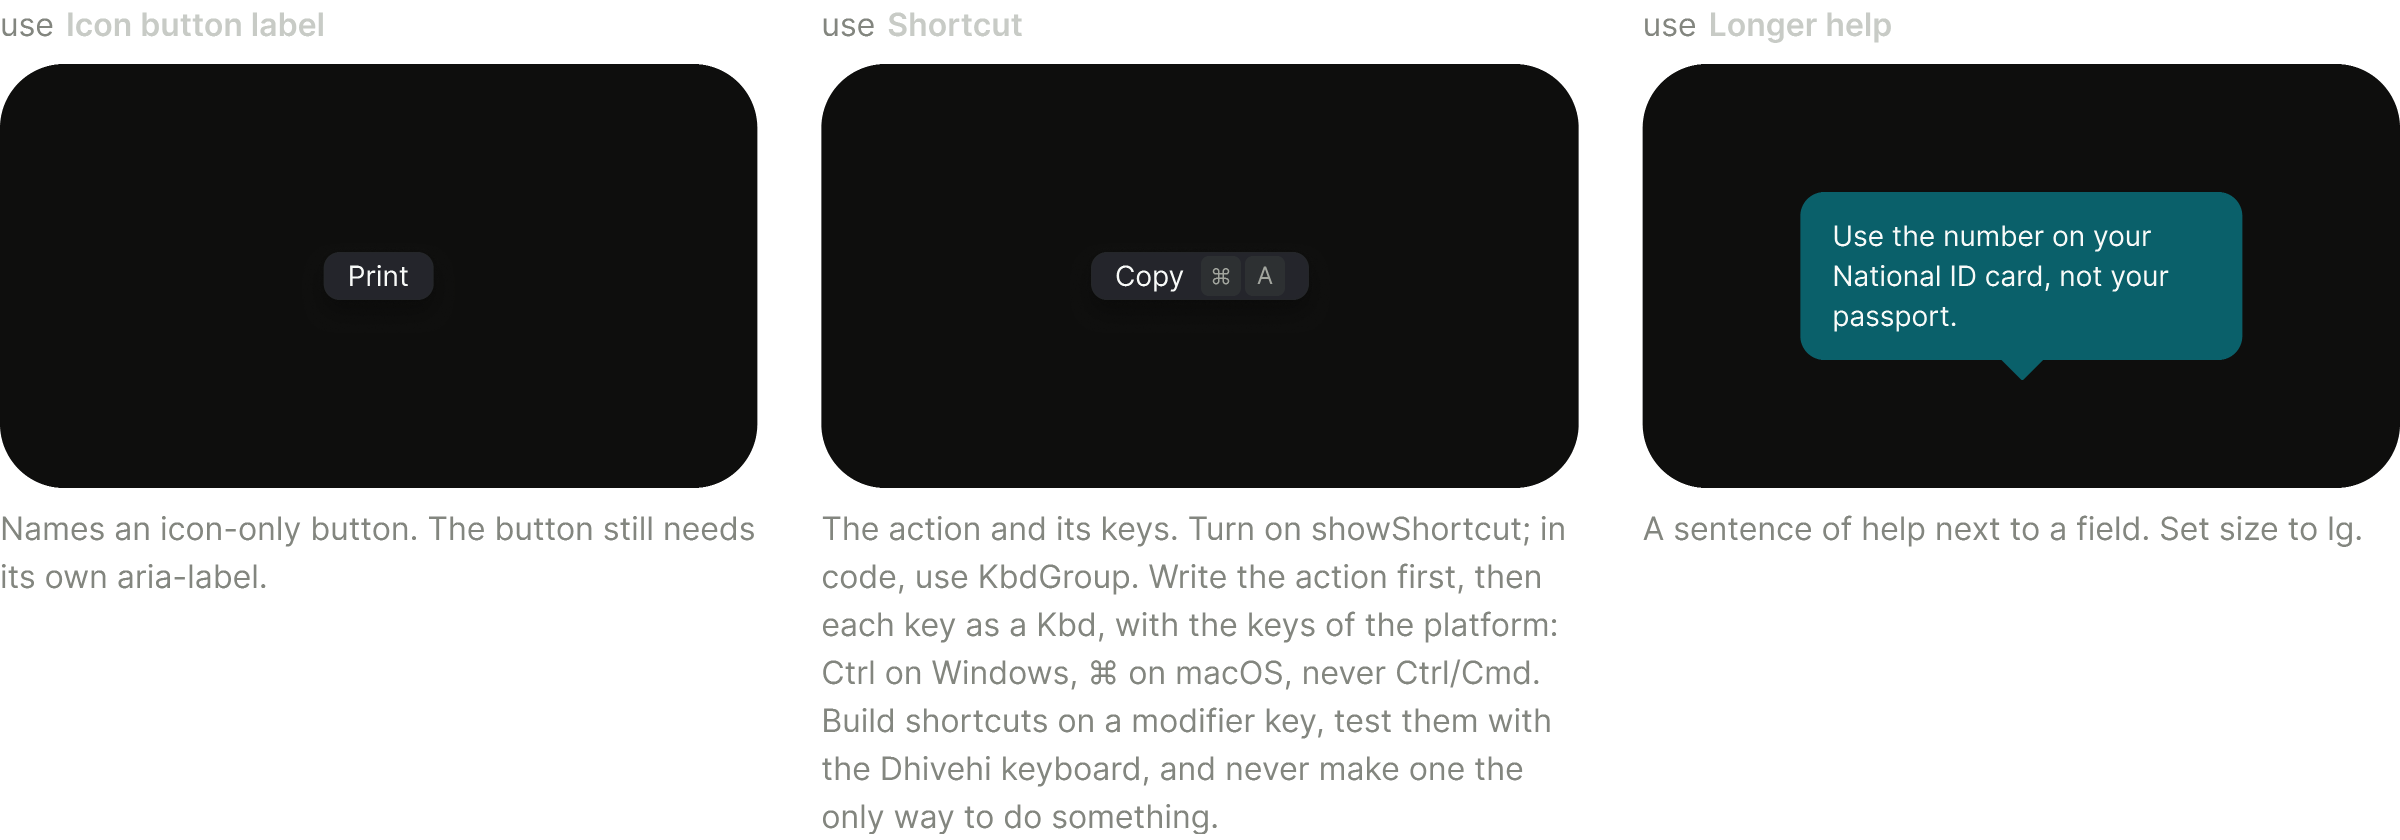 use Icon button label
Print
Names an icon-only button. The button still needs
its own aria-label.
use Shortcut
Copy ⌘ A
The action and its keys. Turn on showShortcut; in
code, use KbdGroup. Write the action first, then
each key as a Kbd, with the keys of the platform:
Ctrl on Windows, ⌘ on macOS, never Ctrl/Cmd.
Build shortcuts on a modifier key, test them with
the Dhivehi keyboard, and never make one the
only way to do something.
use Longer help
Use the number on your
National ID card, not your
passport.
A sentence of help next to a field. Set size to lg.